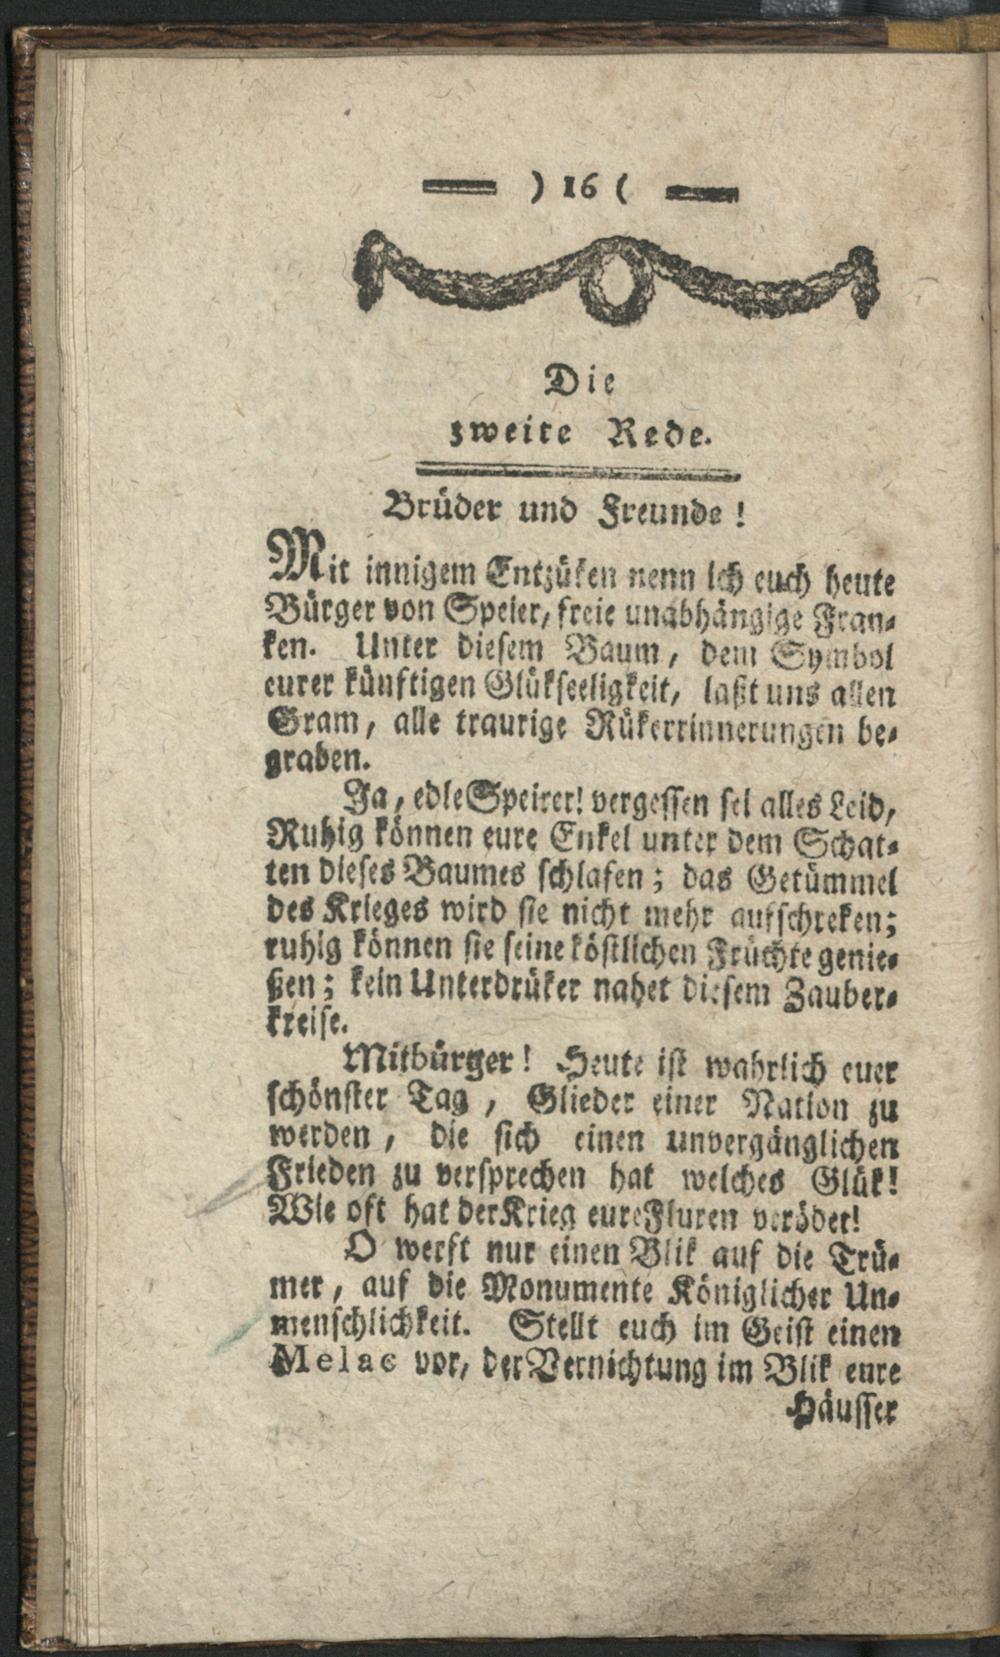 ) 16 (
Die
zweite Rede.
Brüder und Freunde!
Mit innigem Entzüken nenn ich euch heute
Bürger von Speier, freie unabhängige Fran-
ken. Unter diesem Baum, dem Symbol
eurer künftigen Glükseeligkeit, laßt uns allen
Gram, alle traurige Rükerrinnerungen be-
graben.
Ja, edle Speirer! vergessen sei alles Leid,
Ruhig können eure Enkel unter dem Schat-
ten dieses Baumes schlafen; das Getümmel
des Krieges wird sie nicht mehr aufschreken;
ruhig können sie seine köstlichen Früchte genie-
ßen; kein Unterdrüker nahet diesem Zauber-
kreise.
Mitbürger! Heute ist wahrlich euer
schönster Tag, Glieder einer Nation zu
werden, die sich einen unvergänglichen
Frieden zu versprechen hat welches Glük!
Wie oft hat der Krieg eure Fluren verödet!
O werft nur einen Blik auf die Trü-
mer, auf die Monumente Königlicher Un-
menschlichkeit. Stellt euch im Geist einen
Melac vor, der Vernichtung im Blik eure
Häusser